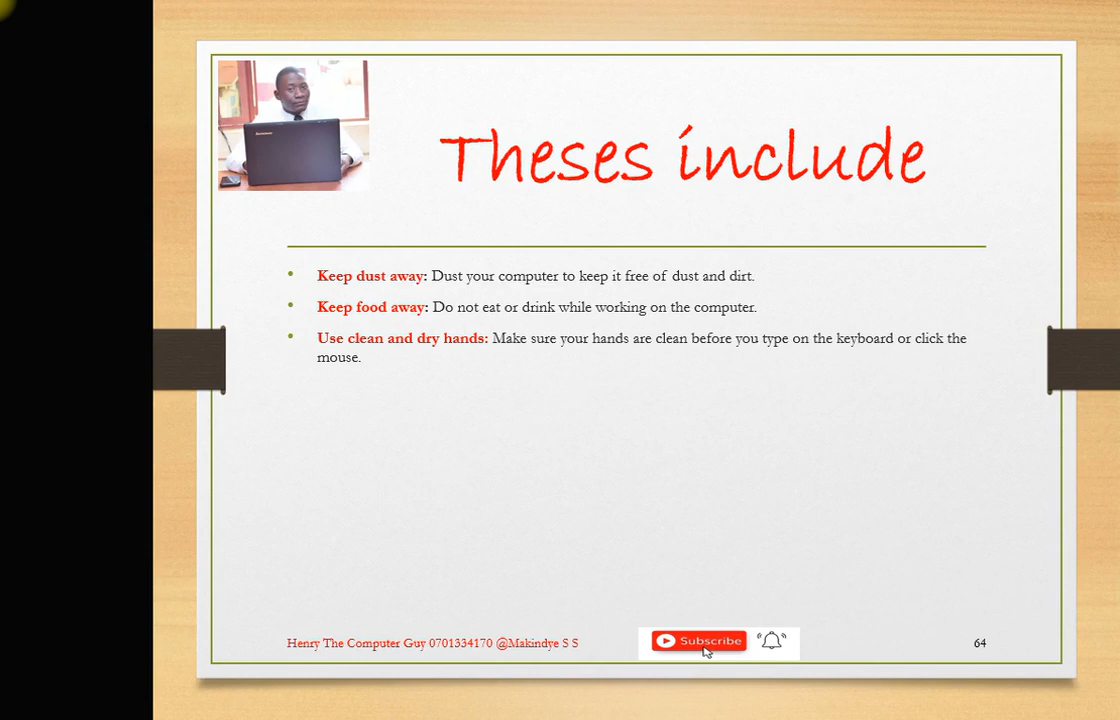 Theses include
• Keep dust away: Dust your computer to keep it free of dust and dirt.
• Keep food away: Do not eat or drink while working on the computer.
• Use clean and dry hands: Make sure your hands are clean before you type on the keyboard or click the
mouse.
Henry The Computer Guy 0701334170 @Makindye S S
Subscribe
64